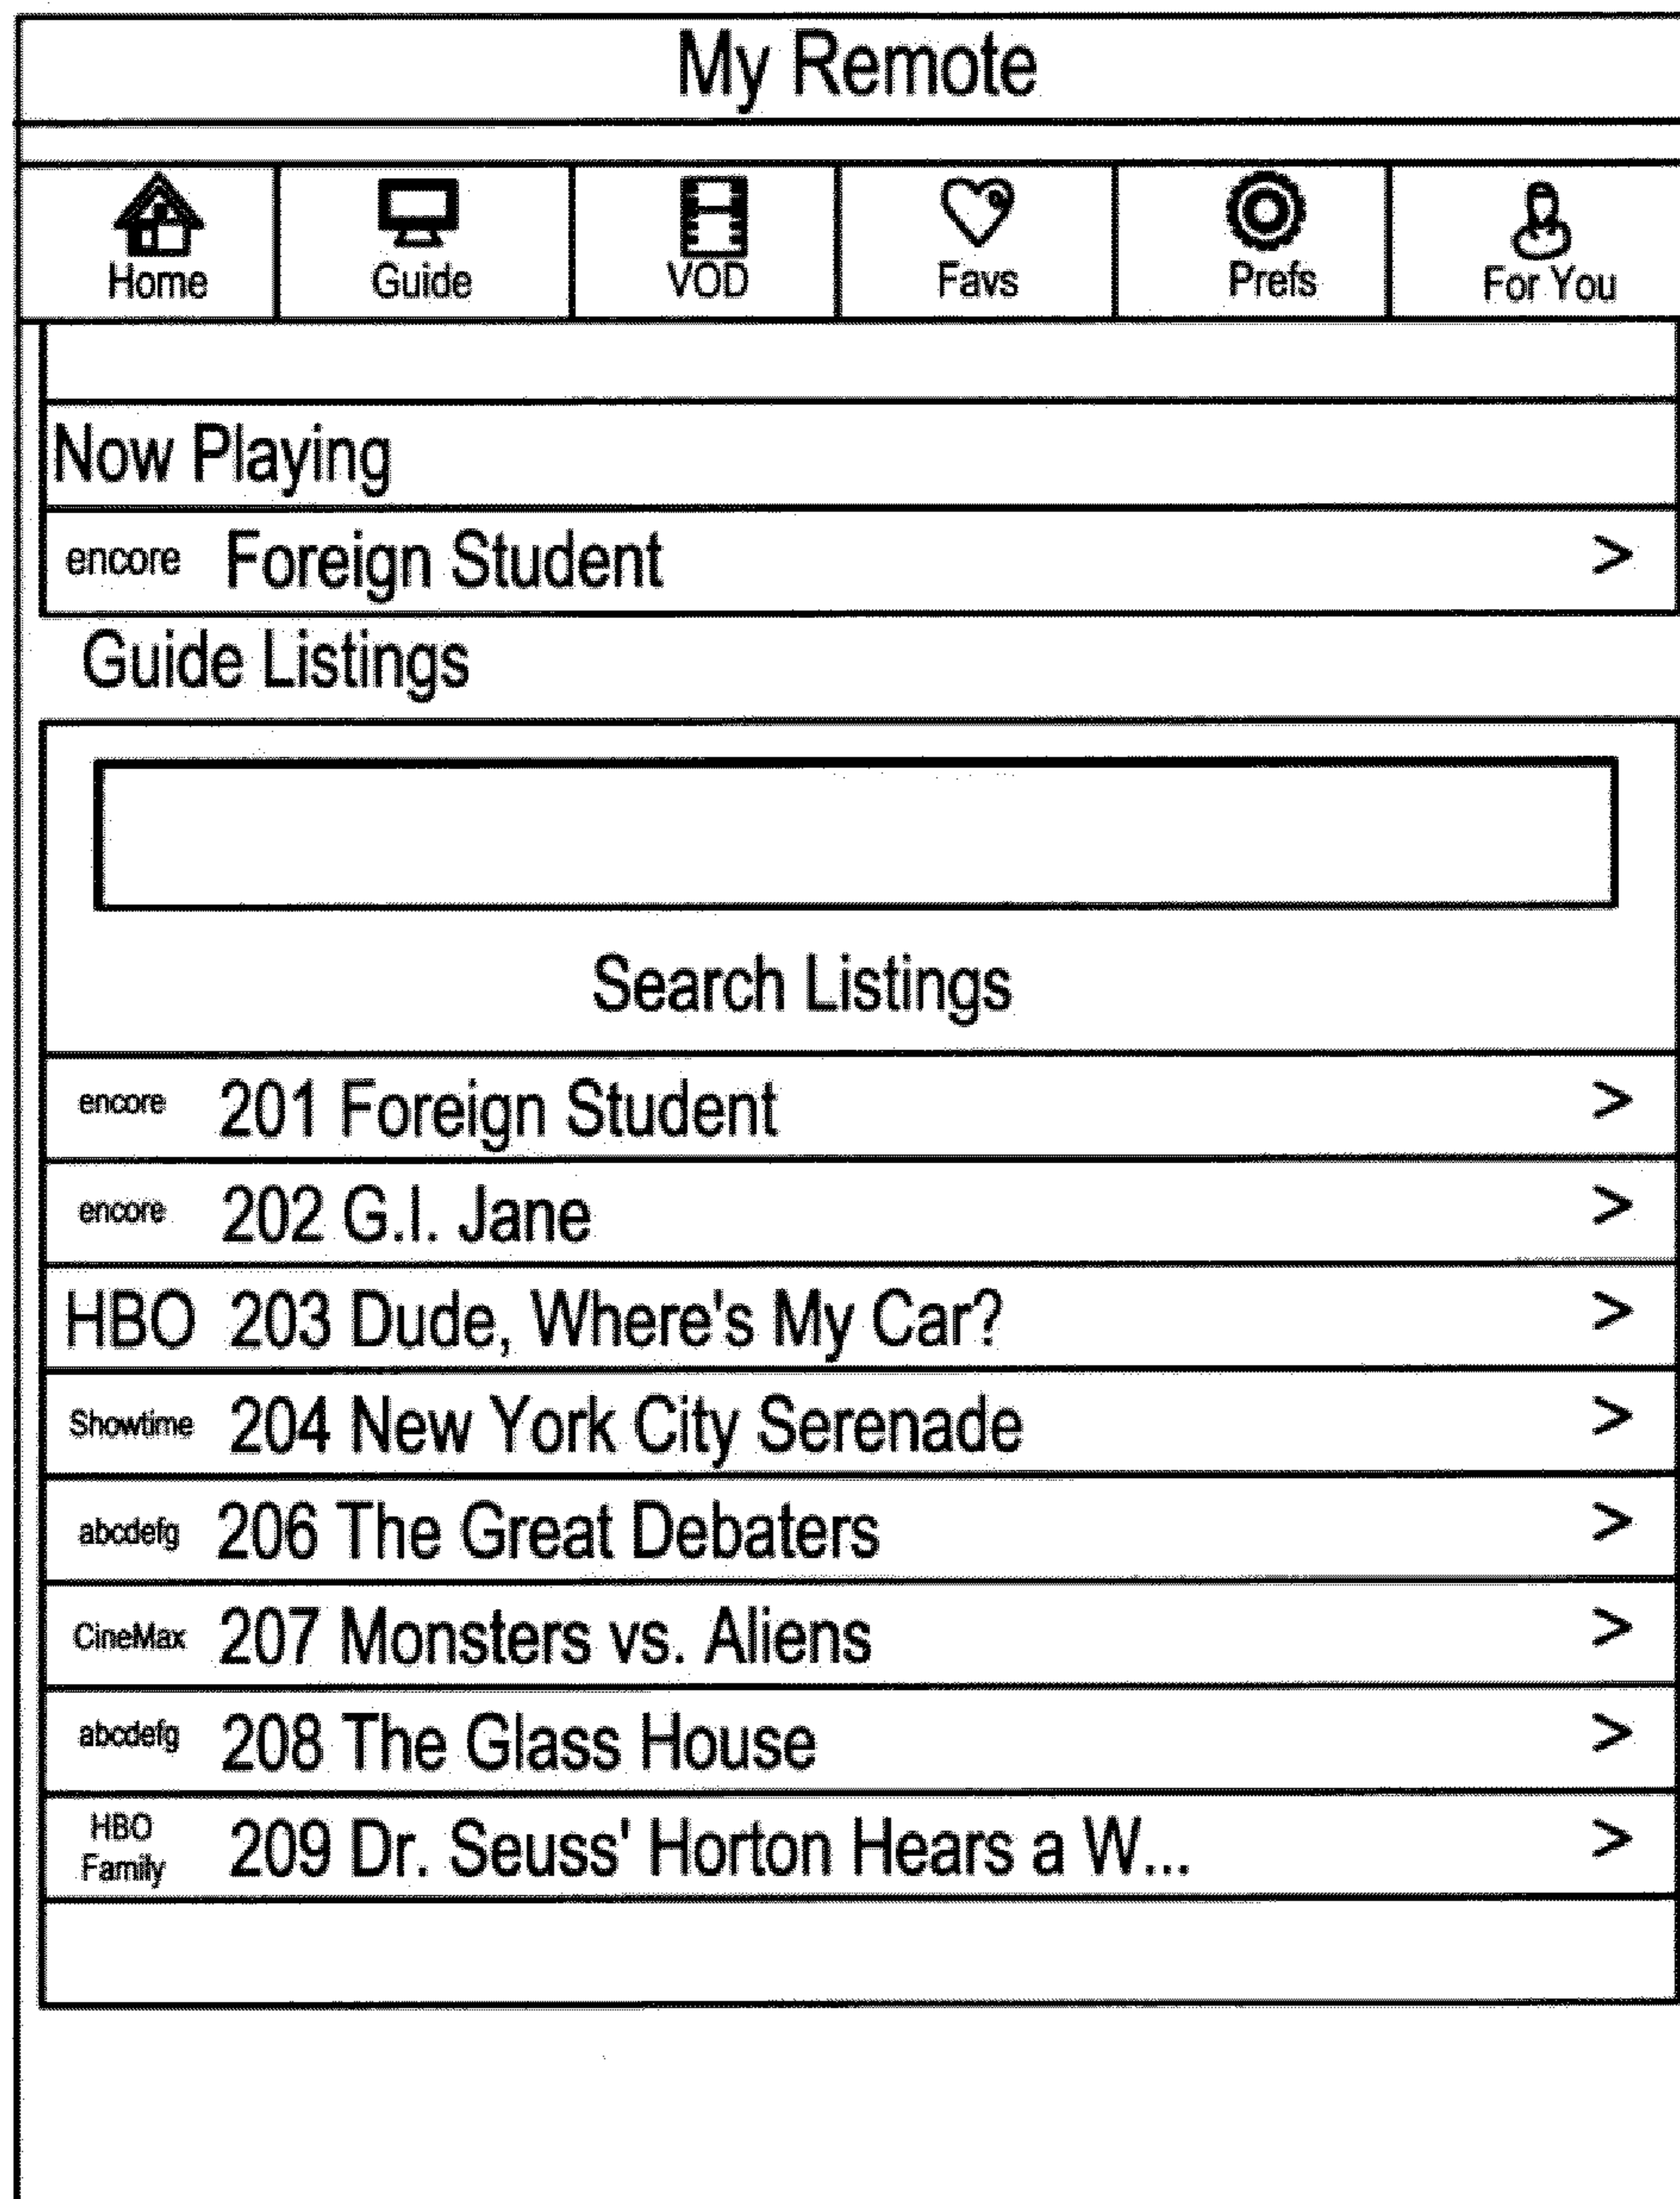 My Remote
Home Guide VOD Favs Prefs For You
Now Playing
encore Foreign Student >
Guide Listings
Search Listings
encore 201 Foreign Student >
encore 202 G.I. Jane >
HBO 203 Dude, Where's My Car? >
Showtime 204 New York City Serenade >
abcdefg 206 The Great Debaters >
CineMax 207 Monsters vs. Aliens >
abcdefg 208 The Glass House >
HBO
Family 209 Dr. Seuss' Horton Hears a W... >